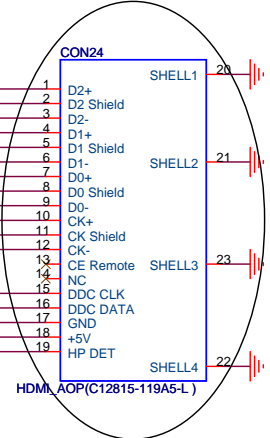 CON24
1 D2+
2 D2 Shield
3 D2-
4 D1+
5 D1 Shield
6 D1-
7 D0+
8 D0 Shield
9 D0-
10 CK+
11 CK Shield
12 CK-
13 CE Remote
14 NC
15 DDC CLK
16 DDC DATA
17 GND
18 +5V
19 HP DET
SHELL1 20
SHELL2 21
SHELL3 23
SHELL4 22
HDMI_AOP(C12815-119A5-L )